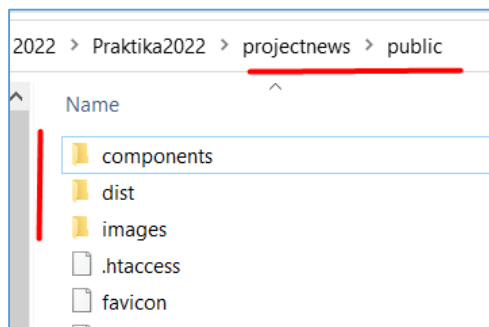 2022 > Praktika2022 > projectnews > public
Name
components
dist
images
.htaccess
favicon